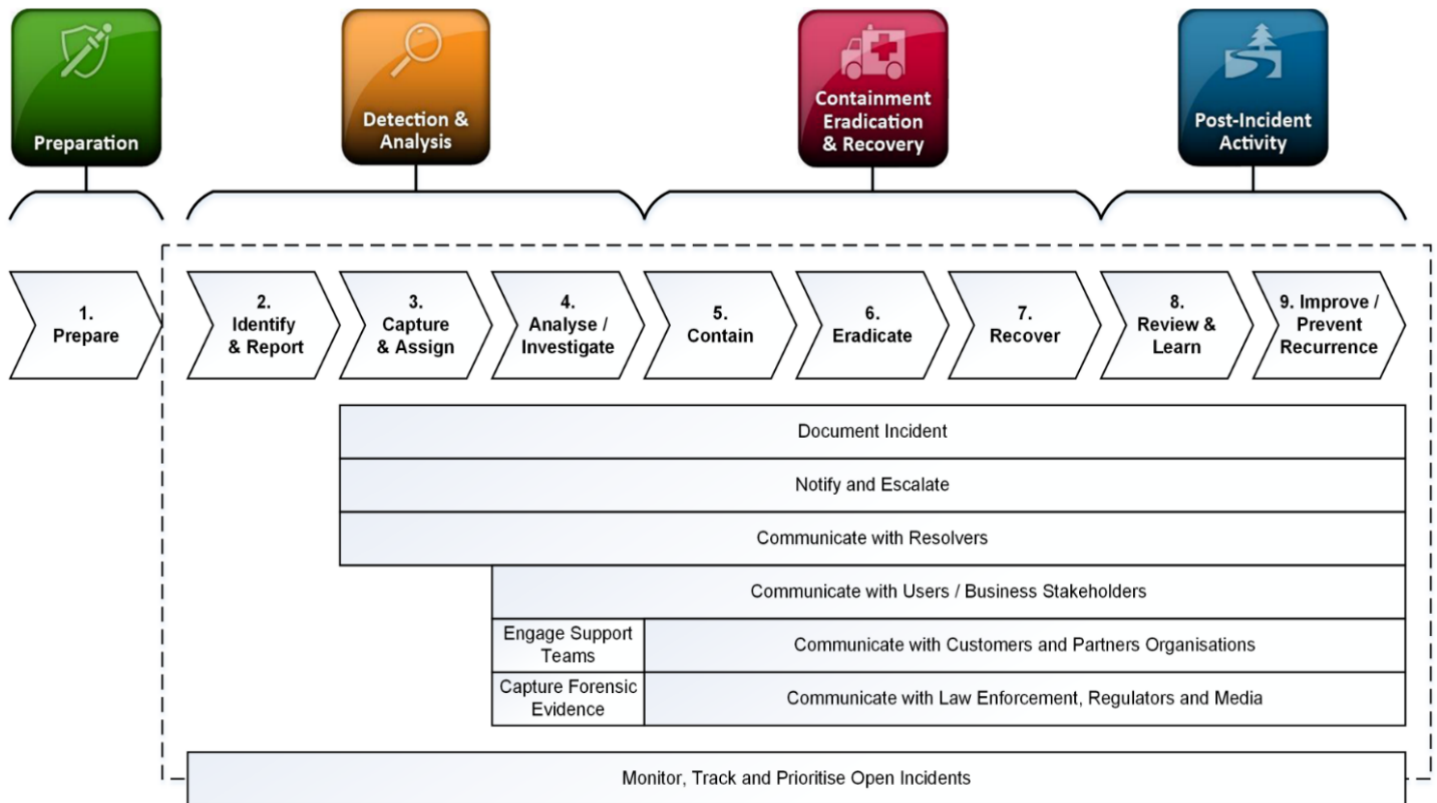 Preparation
Detection &
Analysis
Containment
Eradication
& Recovery
Post-Incident
Activity
1.
Prepare
2.
Identify
& Report
3.
Capture
& Assign
4.
Analyse /
Investigate
5.
Contain
6.
Eradicate
7.
Recover
8.
Review &
Learn
9. Improve /
Prevent
Recurrence
Document Incident
Notify and Escalate
Communicate with Resolvers
Communicate with Users / Business Stakeholders
Engage Support
Teams
Communicate with Customers and Partners Organisations
Capture Forensic
Evidence
Communicate with Law Enforcement, Regulators and Media
Monitor, Track and Prioritise Open Incidents